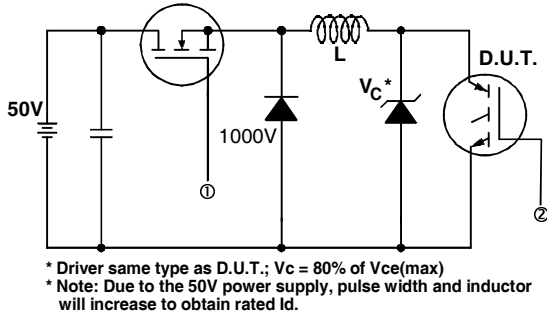 50V
L
D.U.T.
VC*
1000V
①
②
* Driver same type as D.U.T.; Vc = 80% of Vce(max)
* Note: Due to the 50V power supply, pulse width and inductor
will increase to obtain rated Id.